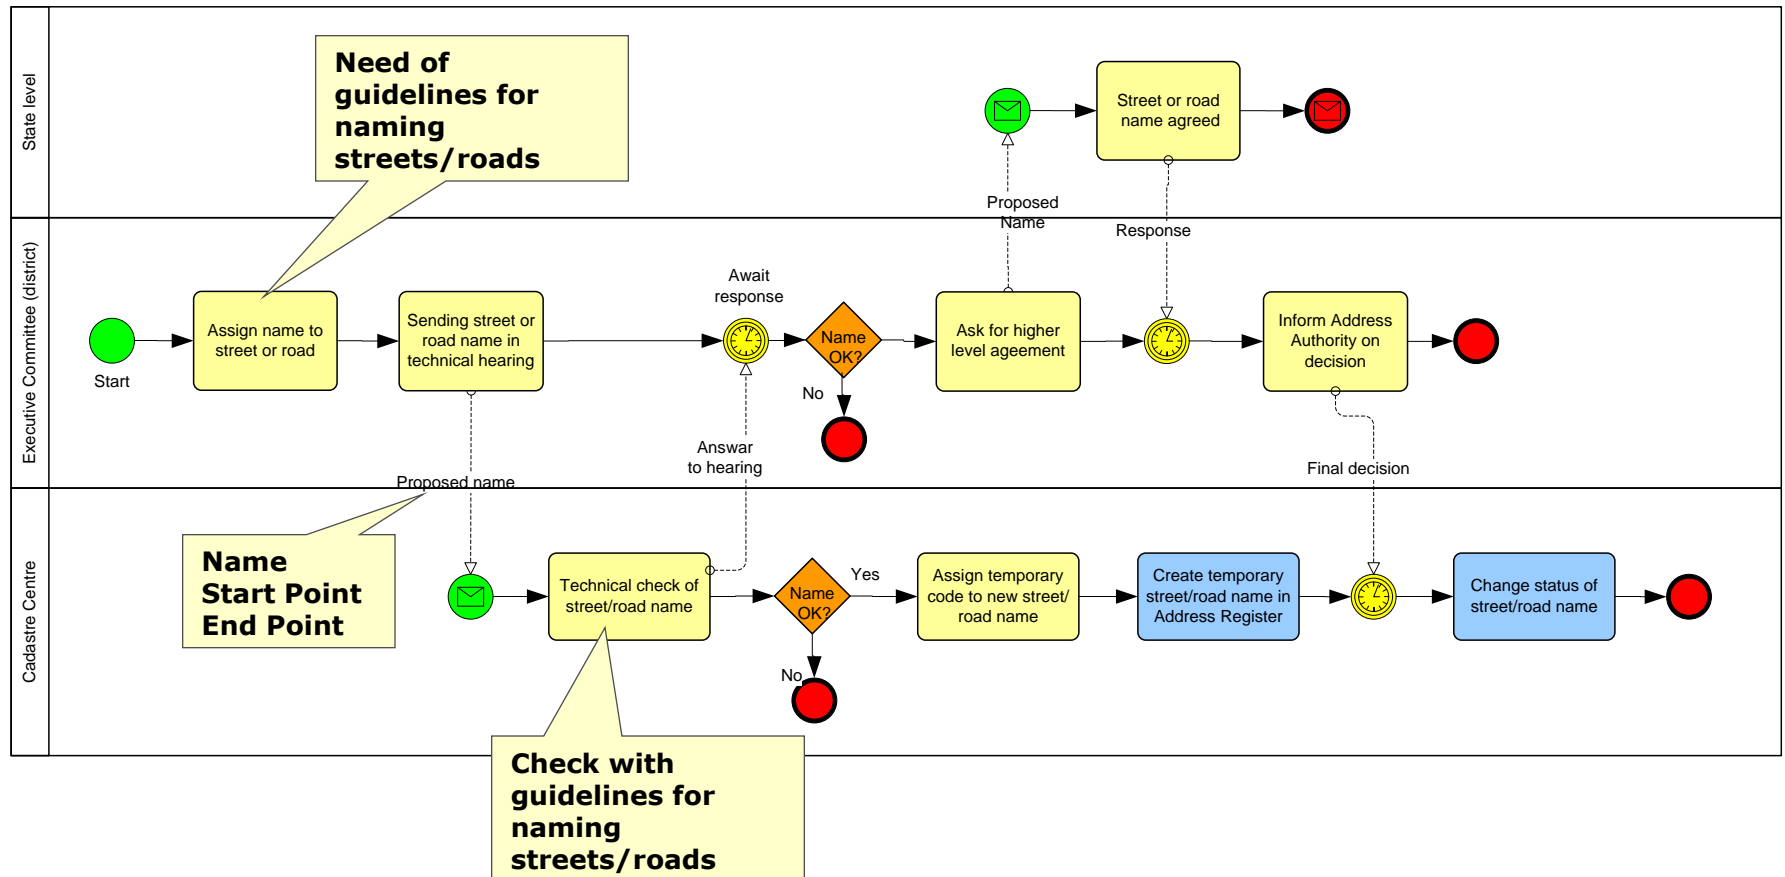 State level
Need of
guidelines for
naming
streets/roads
Street or road
name agreed
Proposed
Name
Response
Executive Committee (district)
Start
Assign name to
street or road
Sending street or
road name in
technical hearing
Await
response
Name
OK?
No
Ask for higher
level ageement
Inform Address
Authority on
decision
Answar
to hearing
Final decision
Proposed name
Cadastre Centre
Name
Start Point
End Point
Technical check of
street/road name
Name
OK?
Yes
No
Assign temporary
code to new street/
road name
Create temporary
street/road name in
Address Register
Change status of
street/road name
Check with
guidelines for
naming
streets/roads